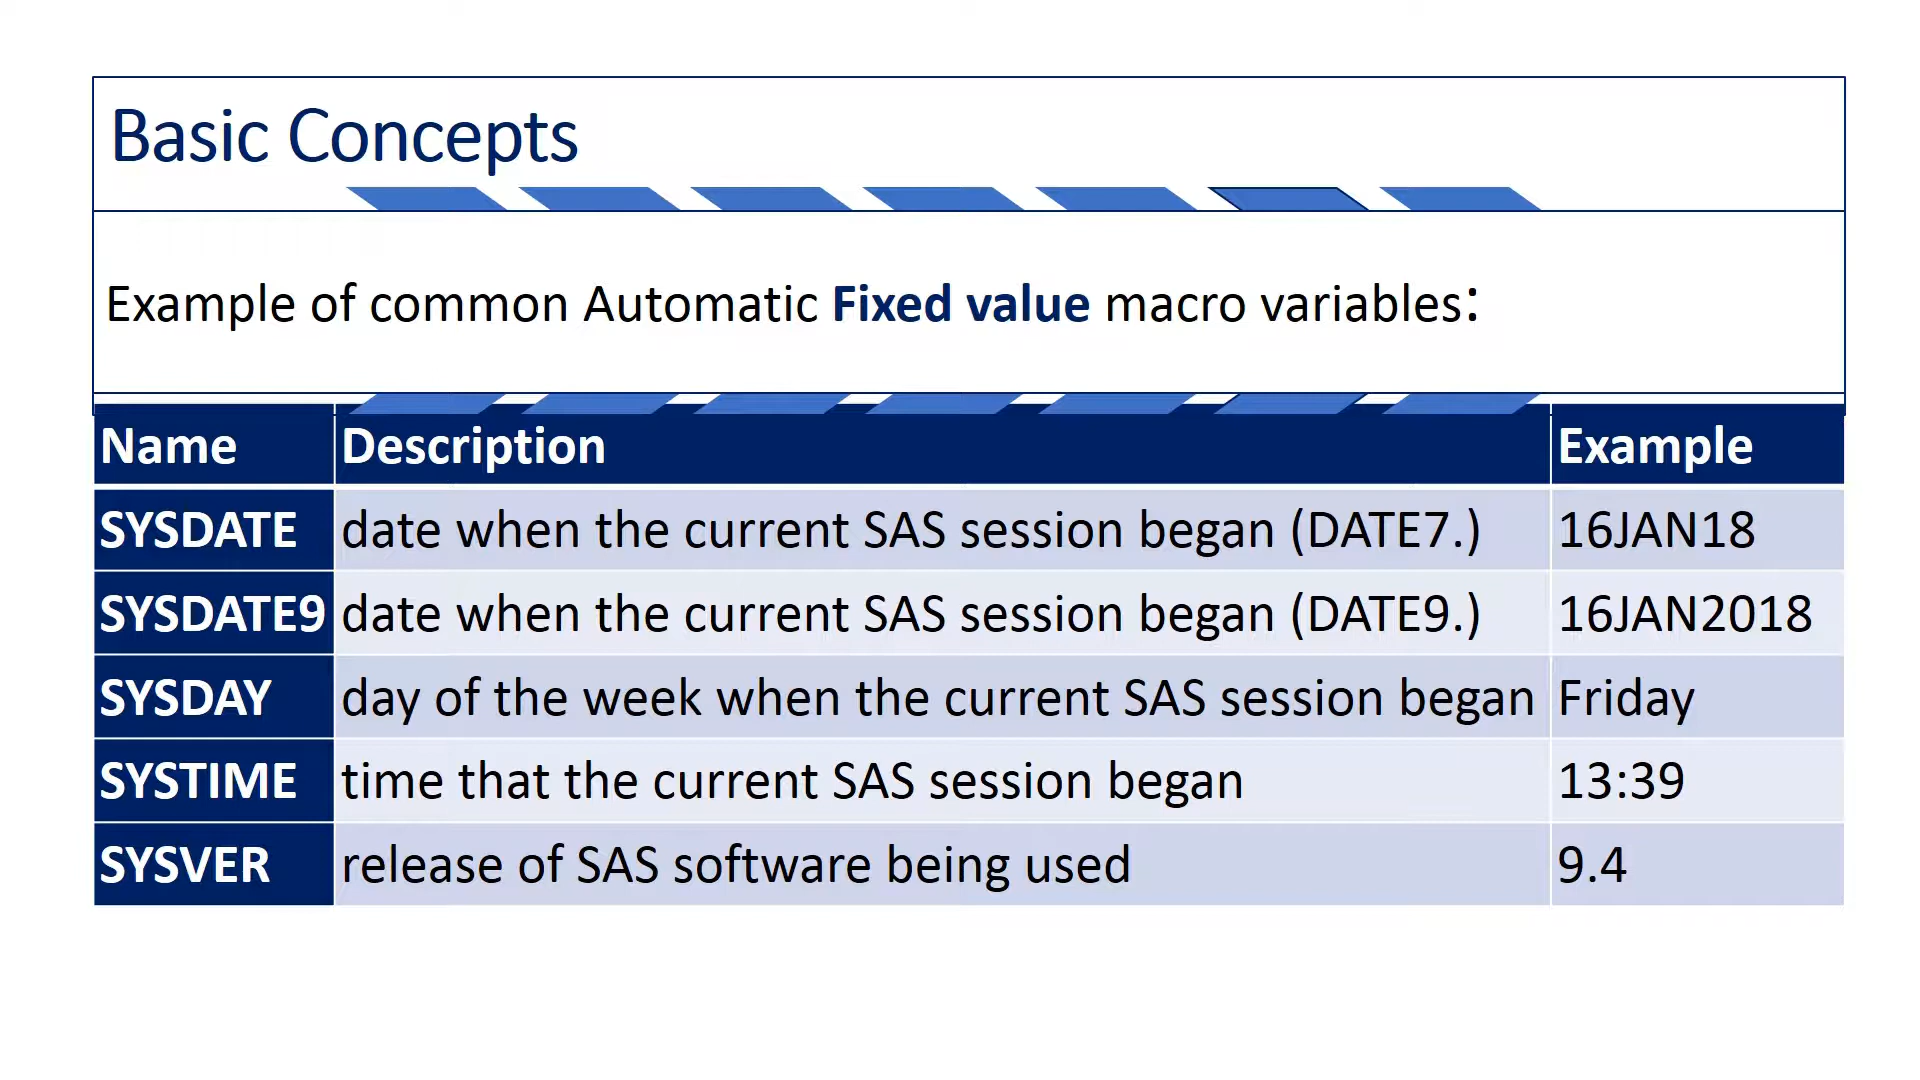 Basic Concepts
Example of common Automatic Fixed value macro variables:
Name Description Example
SYSDATE date when the current SAS session began (DATE7.) 16JAN18
SYSDATE9 date when the current SAS session began (DATE9.) 16JAN2018
SYSDAY day of the week when the current SAS session began Friday
SYSTIME time that the current SAS session began 13:39
SYSVER release of SAS software being used 9.4